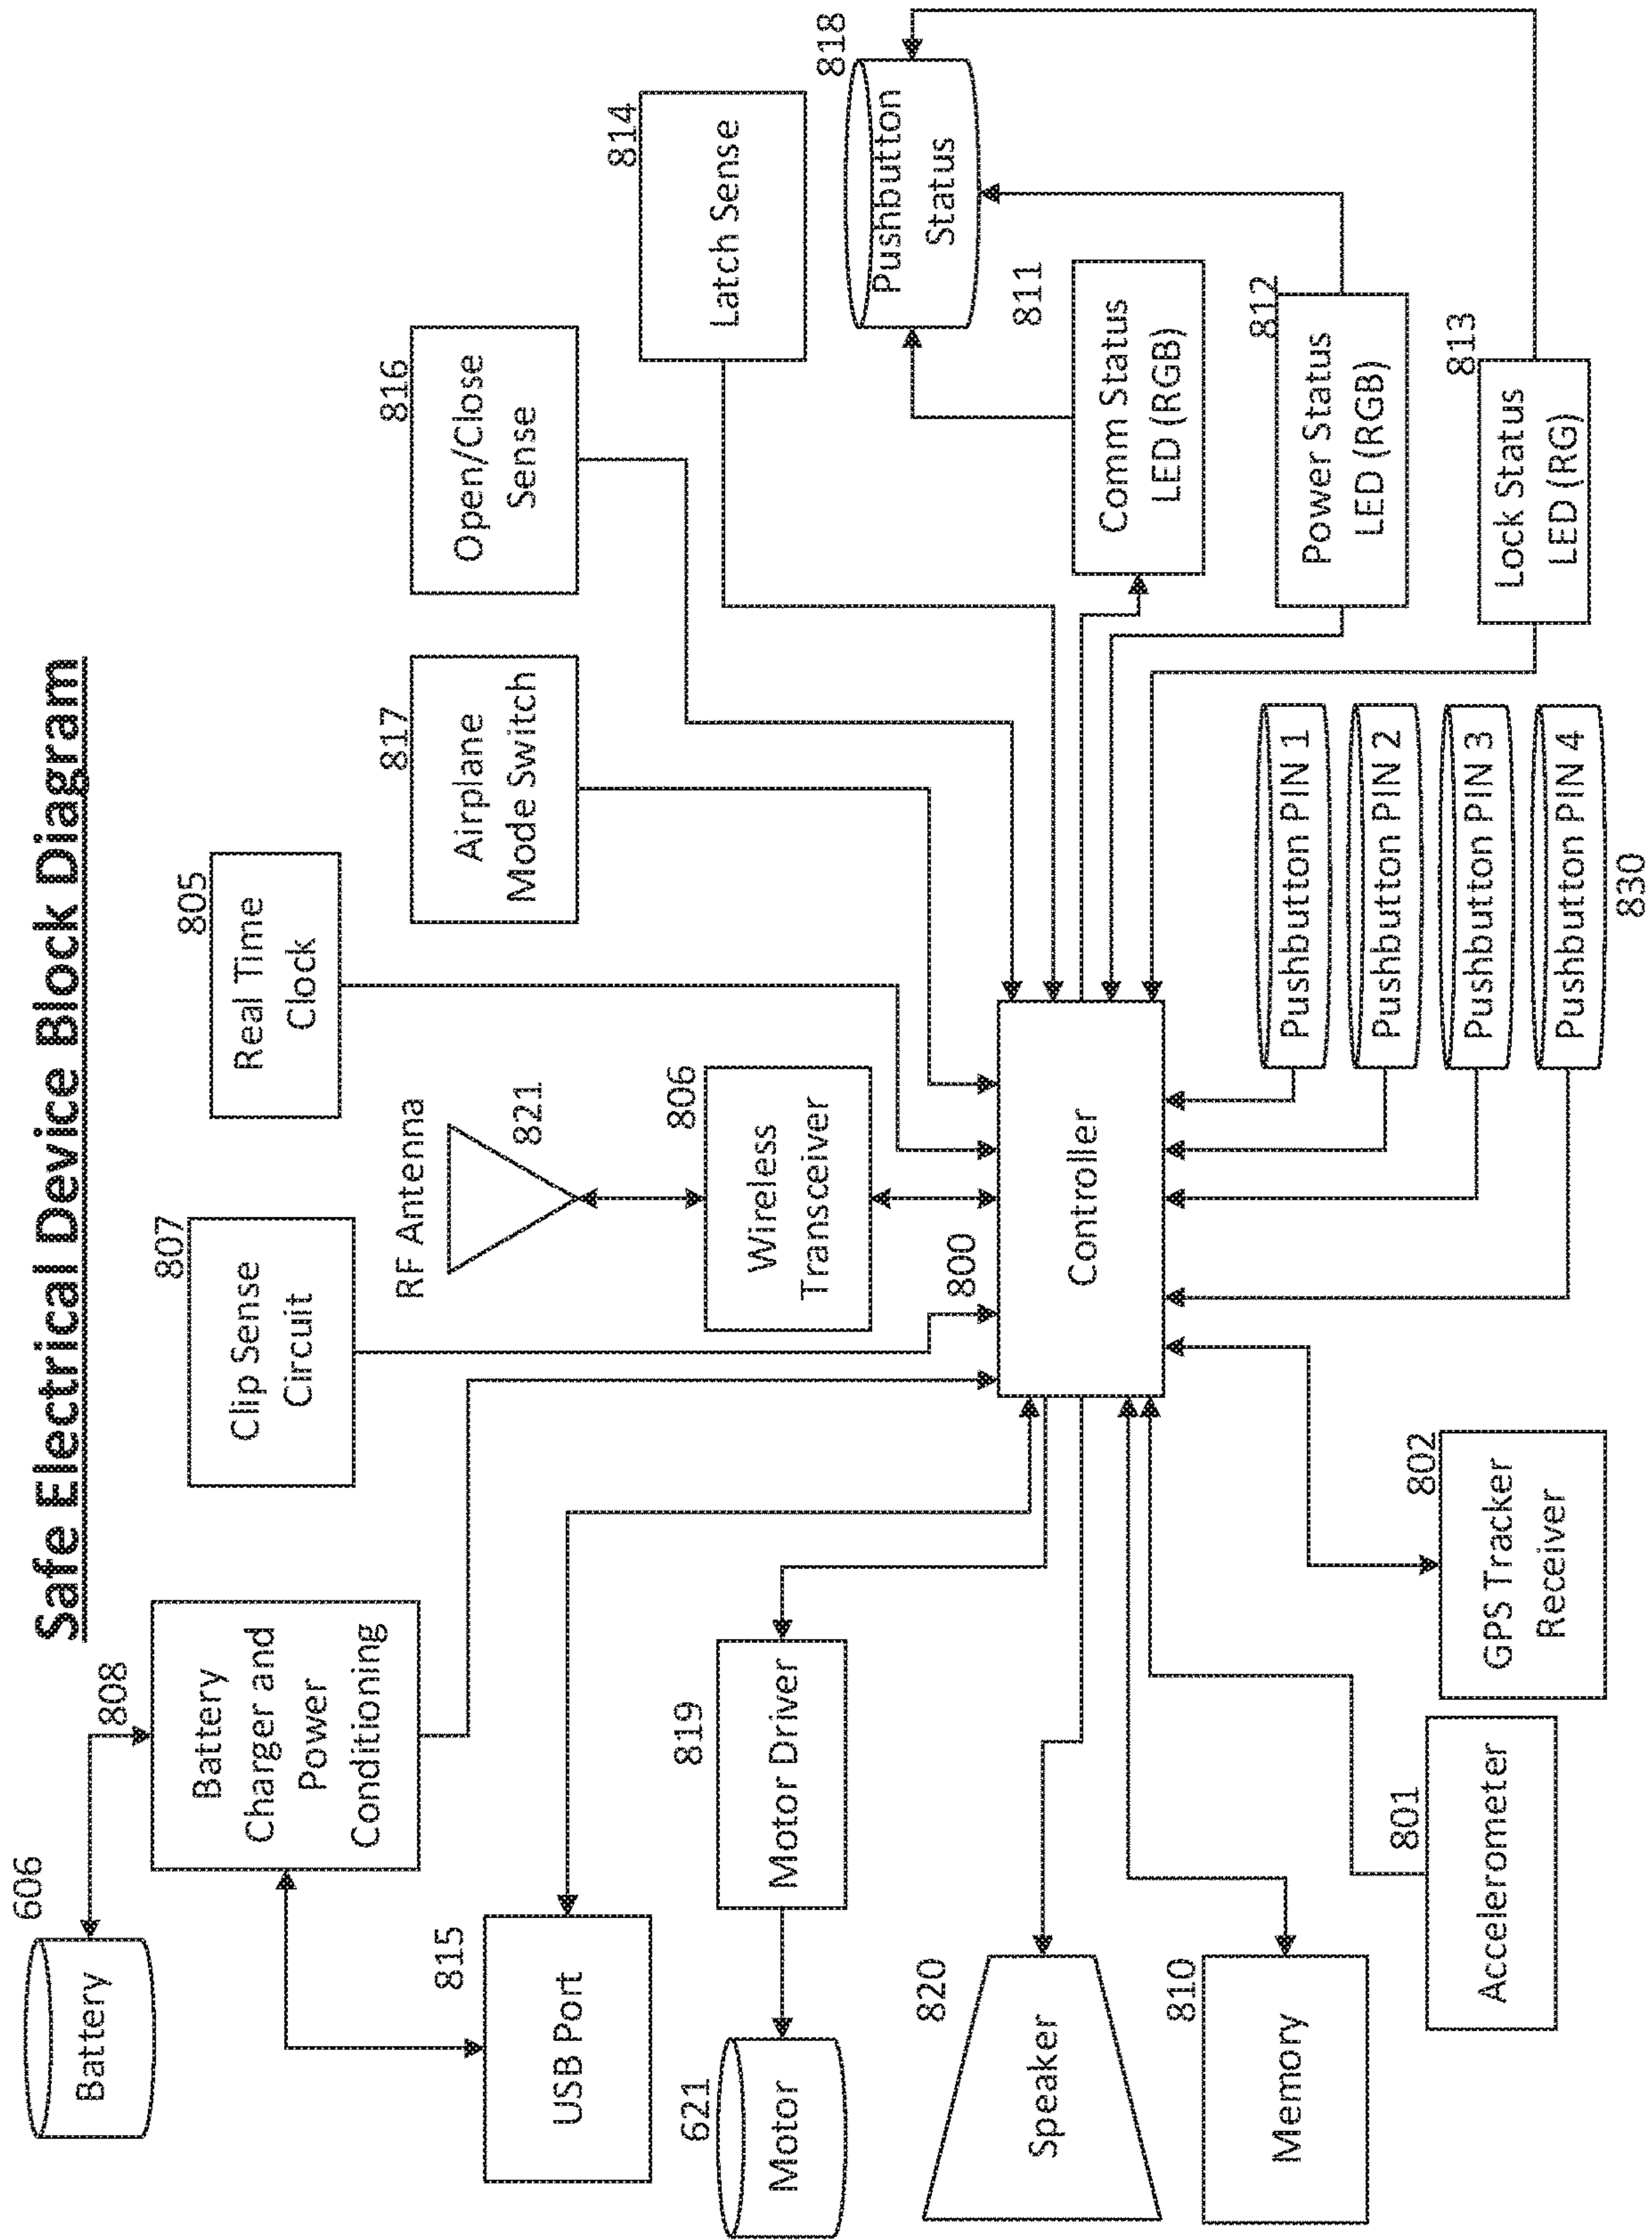 Safe Electrical Device Block Diagram
606
Battery
808
Battery
Charger and
Power
Conditioning
807
Clip Sense
Circuit
805
Real Time
Clock
817
Airplane
Mode Switch
816
Open/Close
Sense
814
Latch Sense
815
USB Port
RF Antenna
821
806
Wireless
Transceiver
818
Pushbutton
Status
621
Motor
819
Motor Driver
800
Controller
811
Comm Status
LED (RGB)
820
Speaker
812
Power Status
LED (RGB)
810
Memory
813
Lock Status
LED (RG)
801
Accelerometer
802
GPS Tracker
Receiver
Pushbutton PIN 1
Pushbutton PIN 2
Pushbutton PIN 3
Pushbutton PIN 4
830